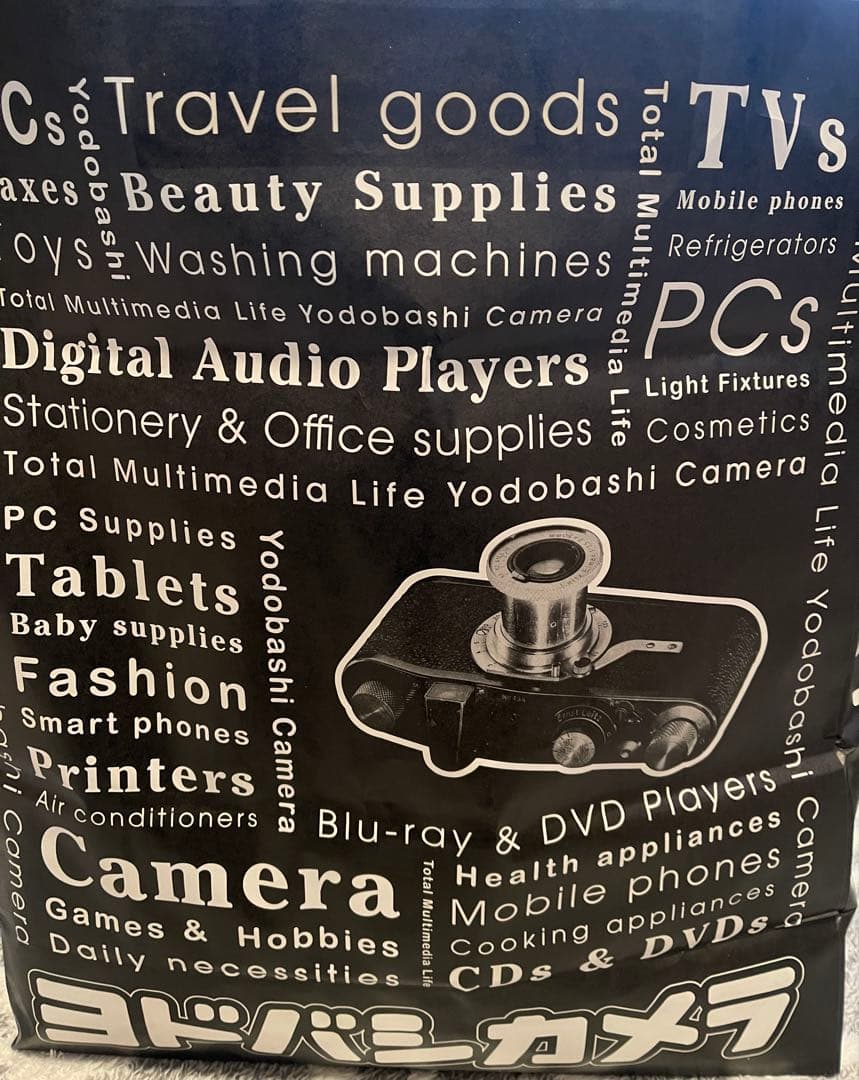 Cs
Yodobashi
Travel goods
Total Multimedia Life
TVs
axes
Beauty Supplies
Mobile phones
oys
Washing machines
Refrigerators
Total Multimedia Life Yodobashi Camera
PCs
Digital Audio Players
Light Fixtures
Stationery & Office supplies
Cosmetics
Total Multimedia Life Yodobashi Camera
Multimedia Life Yodobashi Camera
PC Supplies
Yodobashi Camera
Tablets
Baby supplies
Fashion
Smart phones
Printers
Air conditioners
bashi Camera
Blu-ray & DVD Players
Camera
Total Multimedia Life
Health appliances
Mobile phones
Games & Hobbies
Cooking appliances
Daily necessities
CDs & DVDs
Ernst Leitz
ヨドバシカメラ